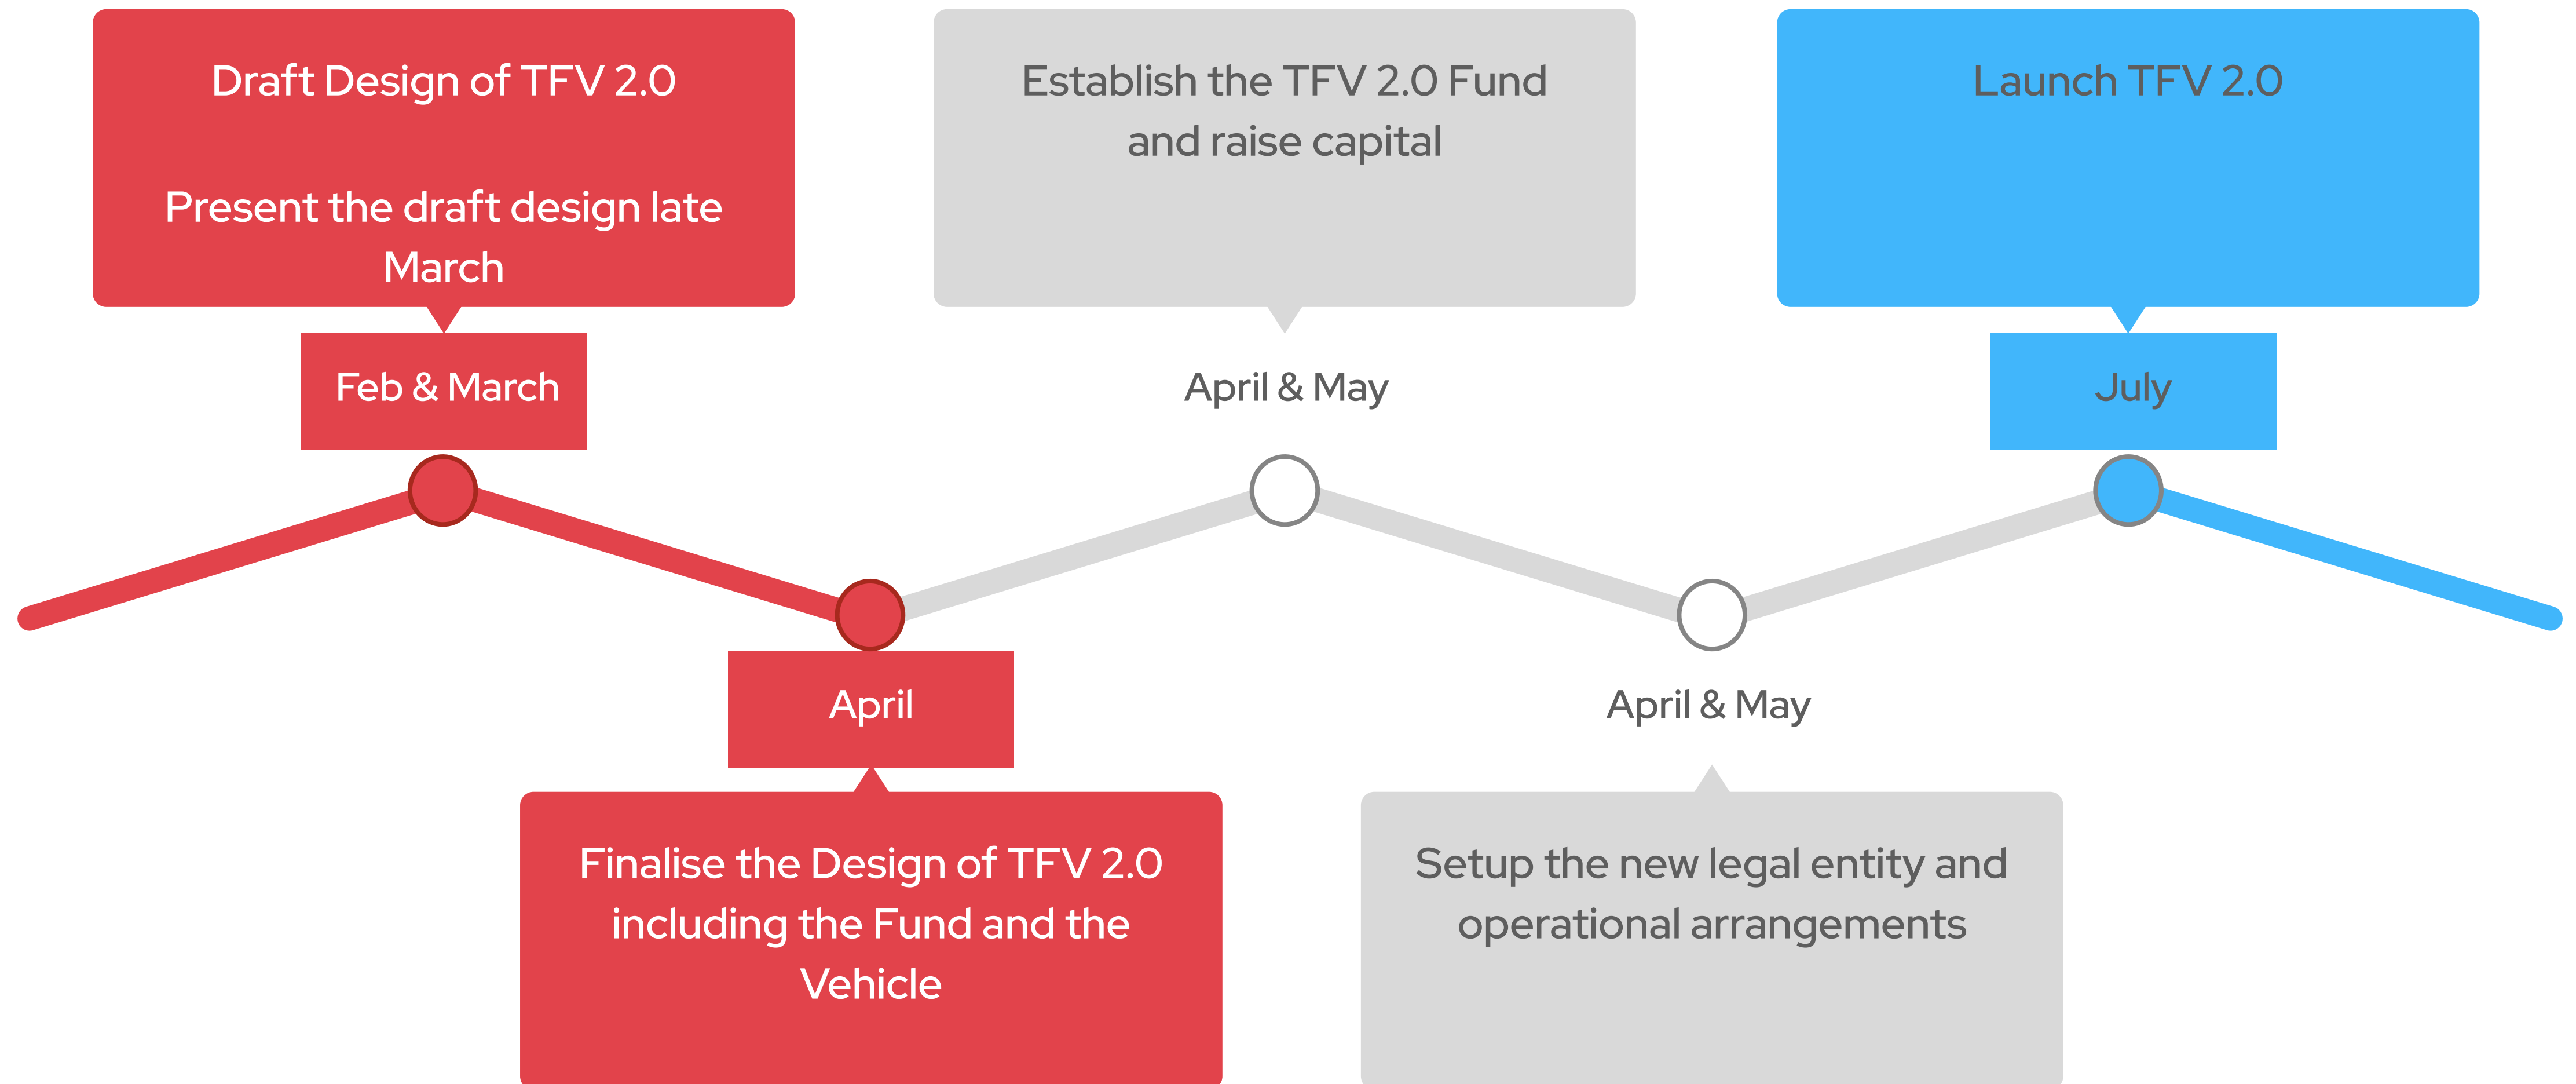 Draft Design of TFV 2.0
Present the draft design late
March
Feb & March
Establish the TFV 2.0 Fund
and raise capital
April & May
Launch TFV 2.0
July
April
Finalise the Design of TFV 2.0
including the Fund and the
Vehicle
April & May
Setup the new legal entity and
operational arrangements